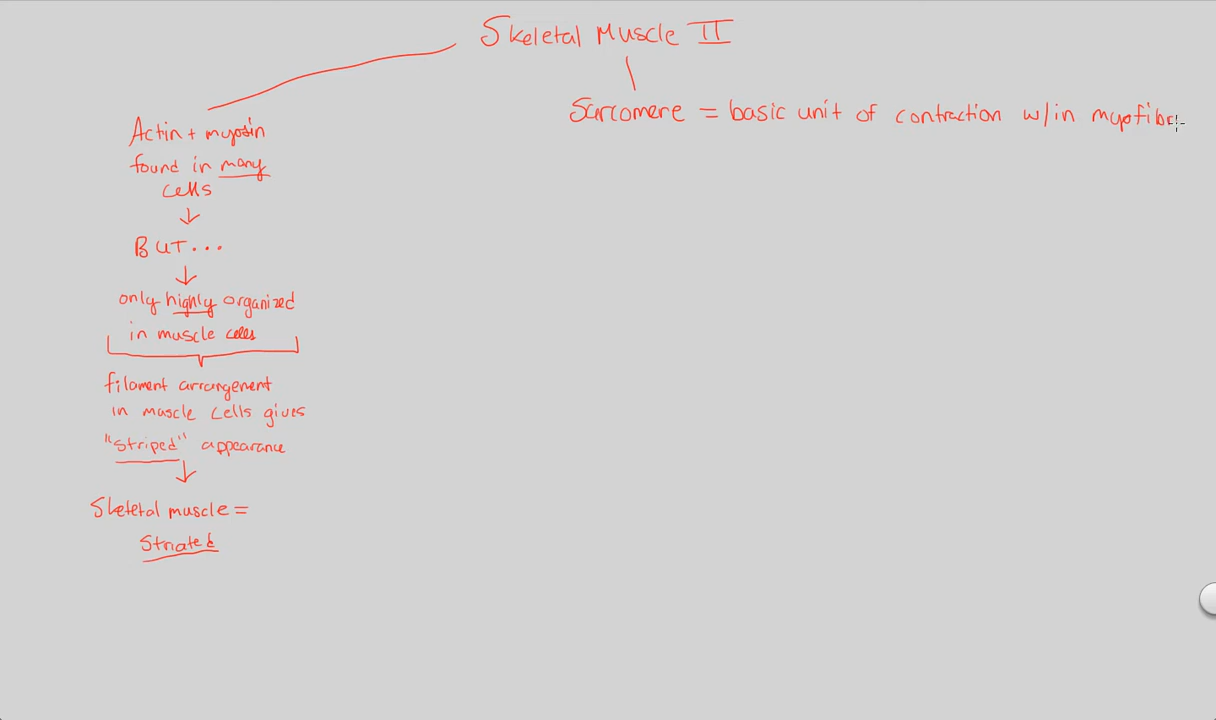 Skeletal Muscle II
Sarcomere = basic unit of contraction w/in myofibr
Actin + myosin
found in many
cells
BUT...
only highly organized
in muscle cells
filament arrangement
in muscle cells gives
"striped" appearance
Skeletal muscle =
Striated